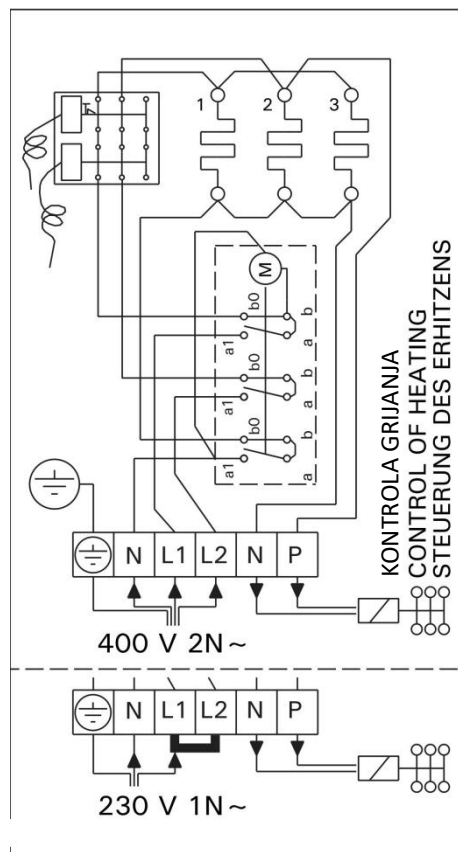 1 2 3
T
M
b0 b
a1 a
b0 b
a1 a
b0 b
a1 a
KONTROLA GRIJANJA
CONTROL OF HEATING
STEUERUNG DES ERHITZENS
N L1 L2 N P
400 V 2N ~
N L1 L2 N P
230 V 1N ~